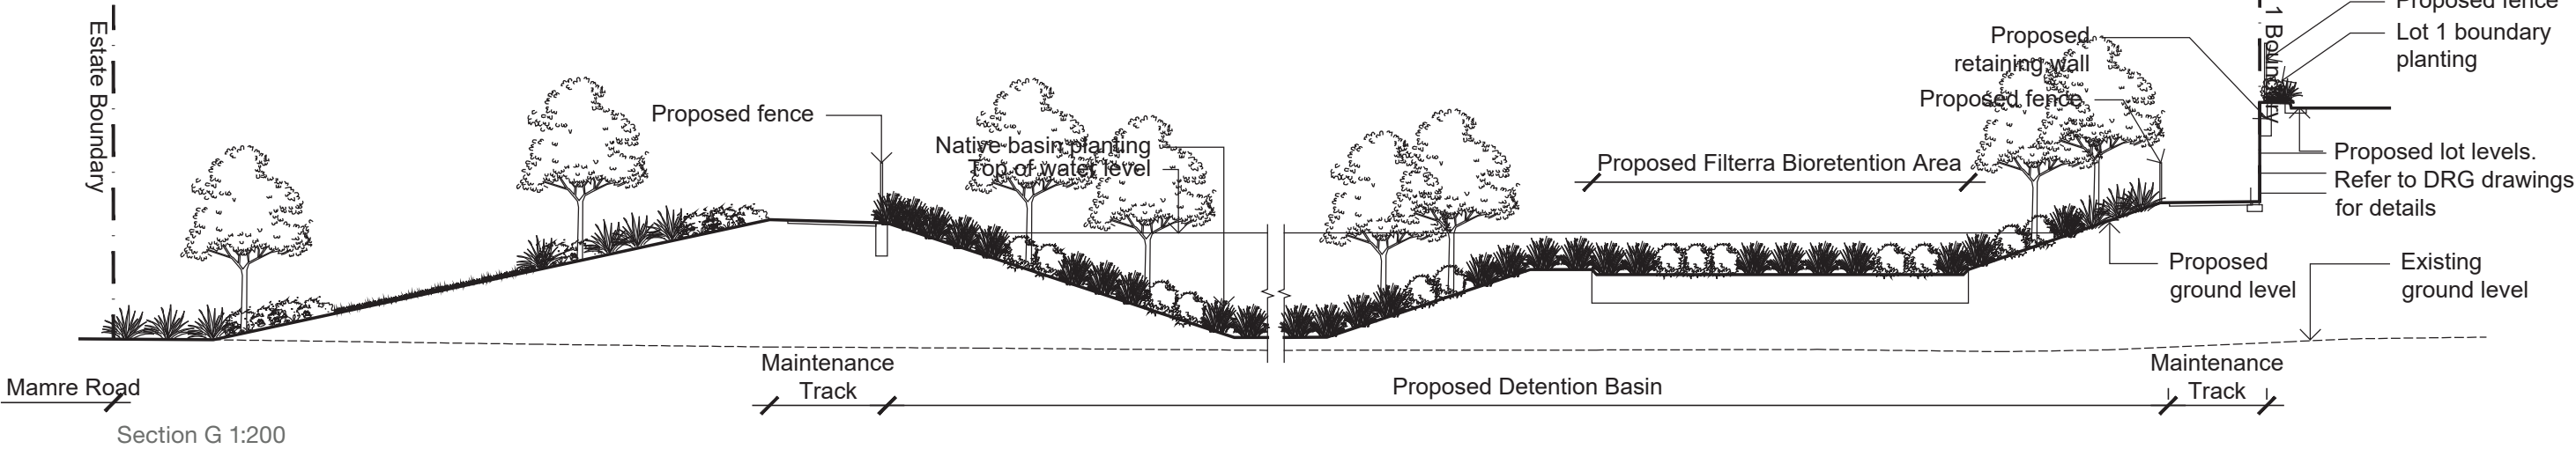 Estate Boundary
Proposed fence
Native basin planting
Top of water level
Proposed Filterra Bioretention Area
Proposed
retaining wall
Proposed fence
1 Boundary
Proposed fence
Lot 1 boundary
planting
Proposed lot levels.
Refer to DRG drawings
for details
Proposed
ground level
Existing
ground level
Mamre Road
Maintenance
Track
Proposed Detention Basin
Maintenance
Track
Section G 1:200